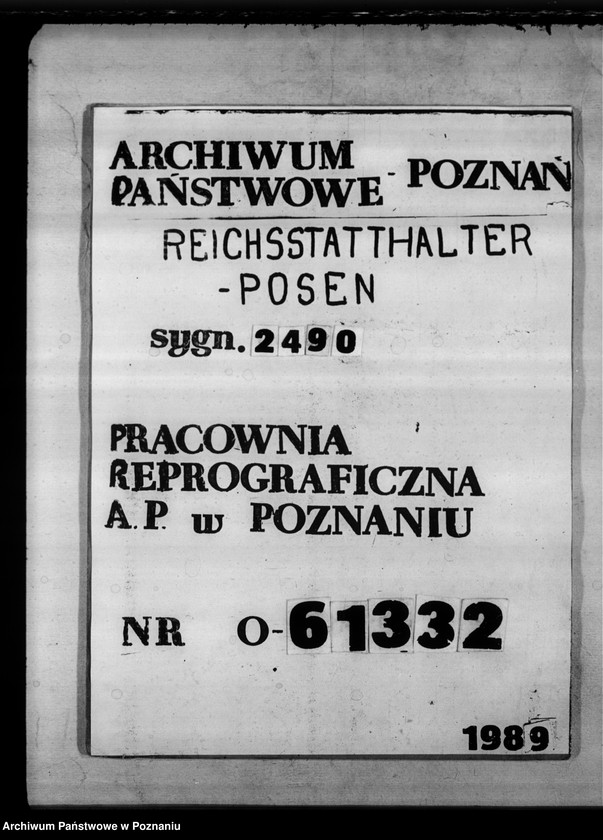 ARCHIWUM
PAŃSTWOWE - POZNAŃ
REICHSSTATTHALTER
-POSEN
sygn. 2490
PRACOWNIA
REPROGRAFICZNA
A.P. w POZNANIU
NR O-61332
1989
Archiwum Państwowe w Poznaniu